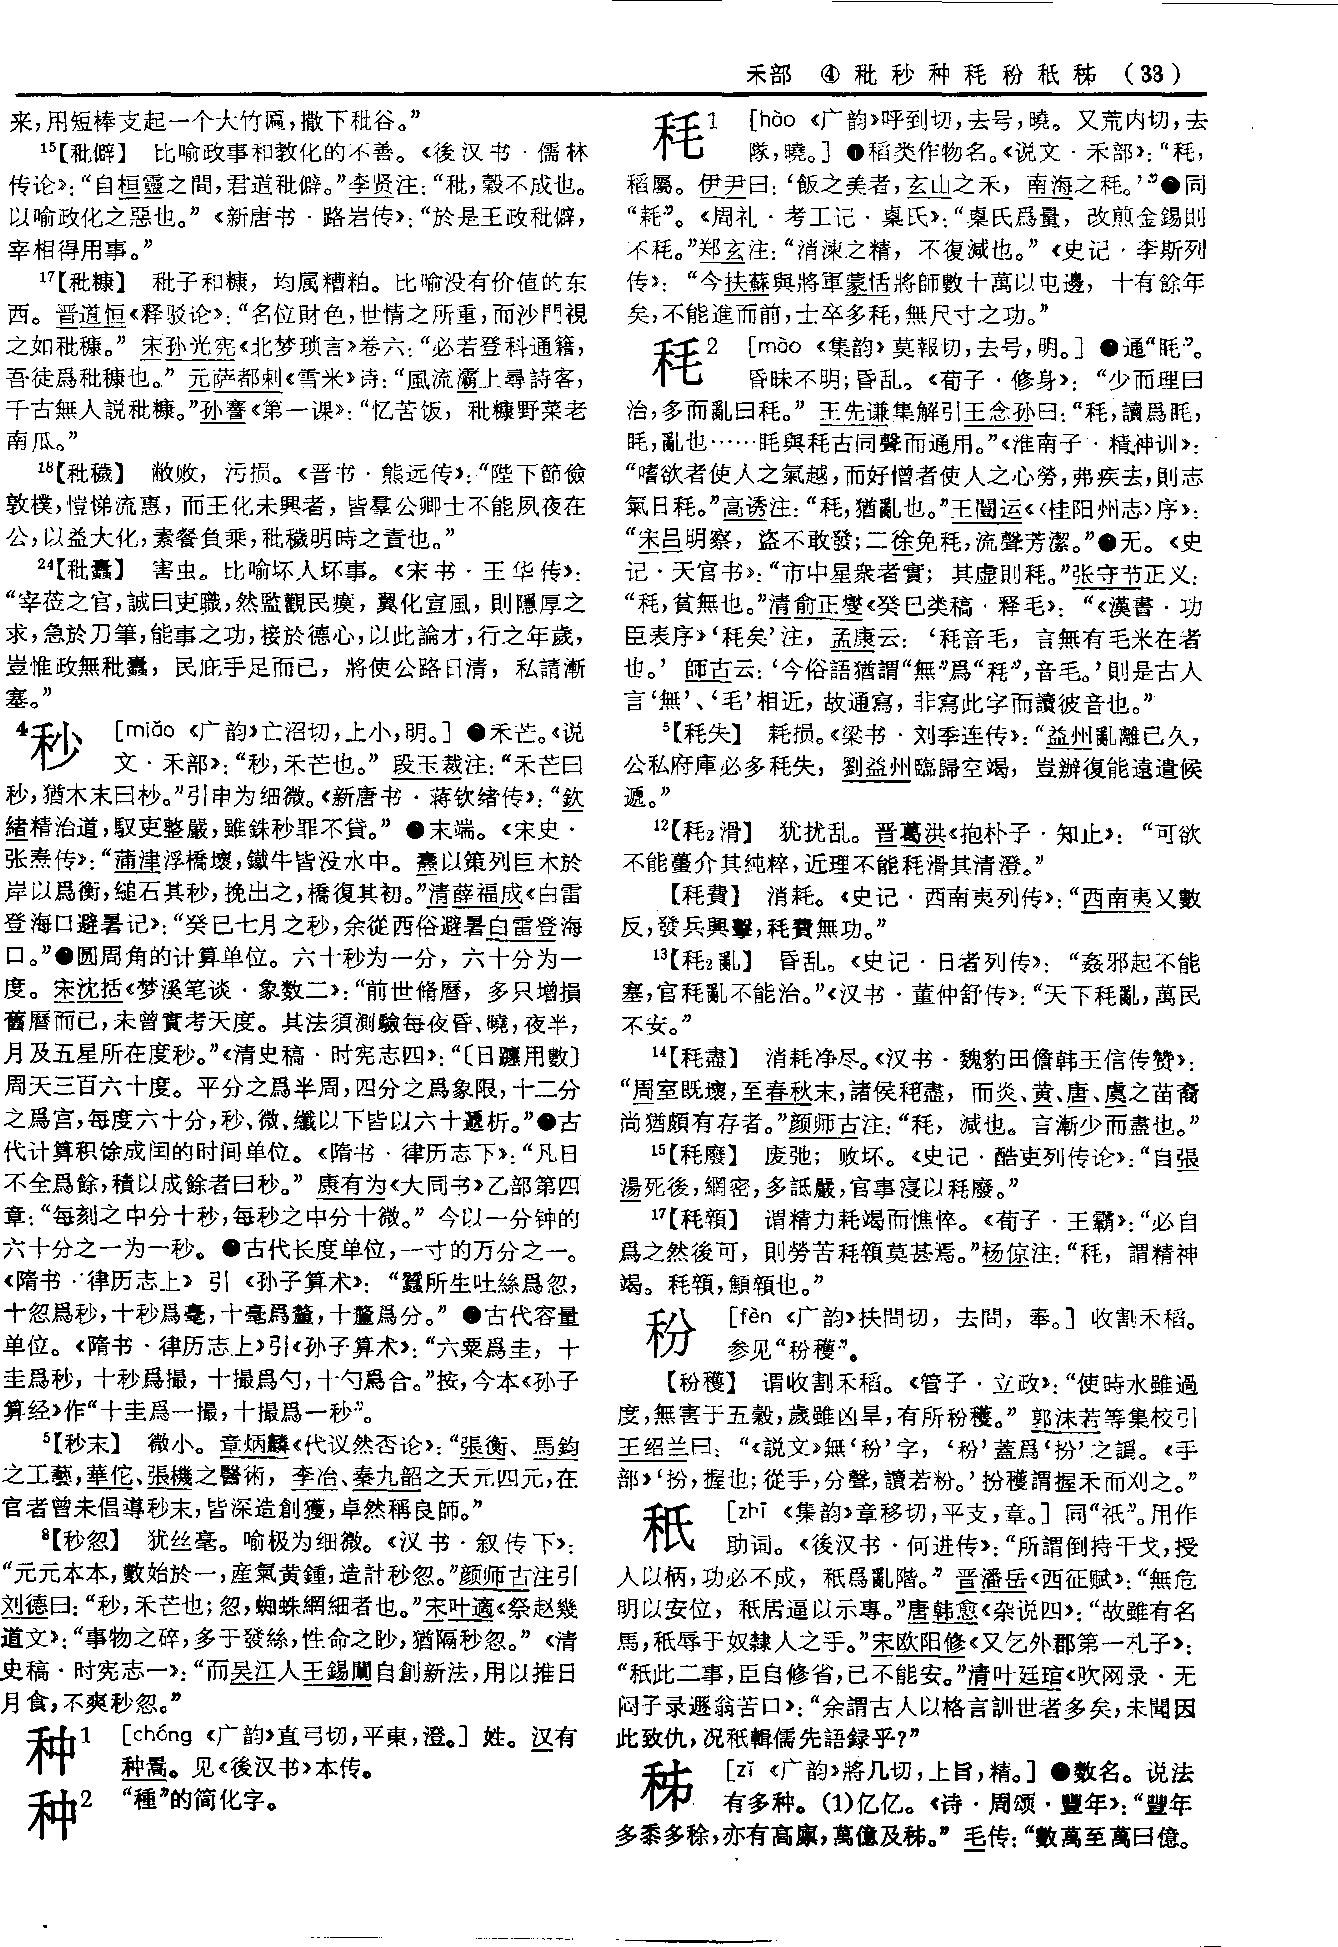 禾部　④ 秕 秒 种 秏 秎 秖 秭 （33）
来，用短棒支起一个大竹匾，撒下秕谷。”
15【秕僻】　比喻政事和教化的不善。《後汉书·儒林
传论》：“自桓靈之間，君道秕僻。”李贤注：“秕，穀不成也。
以喻政化之惡也。”《新唐书·路岩传》：“於是王政秕僻，
宰相得用事。”
17【秕糠】　秕子和糠，均属糟粕。比喻没有价值的东
西。晋道恒《释驳论》：“名位財色，世情之所重，而沙門視
之如秕穅。”宋孙光宪《北梦琐言》卷六：“必若登科通籍，
吾徒爲秕穅也。”元萨都剌《雪米》诗：“風流灞上尋詩客，
千古無人説秕糠。”孙謇《第一课》：“忆苦饭，秕糠野菜老
南瓜。”
18【秕穢】　敝败，污损。《晋书·熊远传》：“陛下節儉
敦樸，愷悌流惠，而王化未興者，皆羣公卿士不能夙夜在
公，以益大化，素餐負乘，秕穢明時之責也。”
24【秕蠹】　害虫。比喻坏人坏事。《宋书·王华传》：
“宰莅之官，誠曰吏職，然監觀民瘼，翼化宣風，則隱厚之
求，急於刀筆，能事之功，接於德心，以此論才，行之年歲，
豈惟政無秕蠹，民庇手足而已，將使公路日清，私請漸
塞。”
4秒　[miǎo 《广韵》亡沼切，上小，明。] ●禾芒。《说
文·禾部》：“秒，禾芒也。”段玉裁注：“禾芒曰
秒，猶木末曰杪。”引申为细微。《新唐书·蒋钦绪传》：“欽
緒精治道，馭吏整嚴，雖銖秒罪不貸。”●末端。《宋史·
张焘传》：“蒲津浮橋壞，鐵牛皆没水中。燾以策列巨木於
岸以爲衡，縋石其秒，挽出之，橋復其初。”清薛福成《白雷
登海口避暑记》：“癸巳七月之秒，余從西俗避暑白雷登海
口。”●圆周角的计算单位。六十秒为一分，六十分为一
度。宋沈括《梦溪笔谈·象数二》：“前世脩曆，多只增損
舊曆而已，未曾實考天度。其法須測驗每夜昏、曉，夜半，
月及五星所在度秒。”《清史稿·时宪志四》：“〔日躔用數〕
周天三百六十度。平分之爲半周，四分之爲象限，十二分
之爲宫，每度六十分，秒、微、纖以下皆以六十遞析。”●古
代计算积馀成闰的时间单位。《隋书·律历志下》：“凡日
不全爲餘，積以成餘者曰秒。”康有为《大同书》乙部第四
章：“每刻之中分十秒，每秒之中分十微。”今以一分钟的
六十分之一为一秒。●古代长度单位，一寸的万分之一。
《隋书·律历志上》引《孙子算术》：“蠶所生吐絲爲忽，
十忽爲秒，十秒爲毫，十毫爲釐，十釐爲分。”●古代容量
单位。《隋书·律历志上》引《孙子算术》：“六粟爲圭，十
圭爲秒，十秒爲撮，十撮爲勺，十勺爲合。”按，今本《孙子
算经》作“十圭爲一撮，十撮爲一秒”。
5【秒末】　微小。章炳麟《代议然否论》：“張衡、馬鈞
之工藝，華佗、張機之醫術，李冶、秦九韶之天元四元，在
官者曾未倡導秒末，皆深造創獲，卓然稱良師。”
8【秒忽】　犹丝毫。喻极为细微。《汉书·叙传下》：
“元元本本，數始於一，産氣黄鍾，造計秒忽。”颜师古注引
刘德曰：“秒，禾芒也；忽，蜘蛛網細者也。”宋叶適《祭赵幾
道文》：“事物之碎，多于發絲，性命之眇，猶隔秒忽。”《清
史稿·时宪志一》：“而吴江人王錫闡自創新法，用以推日
月食，不爽秒忽。”
种1　[chóng 《广韵》直弓切，平東，澄。] 姓。汉有
种暠。见《後汉书》本传。
种2　“種”的简化字。
秏1　[hào 《广韵》呼到切，去号，曉。又荒内切，去
隊，曉。] ●稻类作物名。《说文·禾部》：“秏，
稻屬。伊尹曰：‘飯之美者，玄山之禾，南海之秏。’”●同
“耗”。《周礼·考工记·㮚氏》：“㮚氏爲量，改煎金錫則
不秏。”郑玄注：“消湅之精，不復減也。”《史记·李斯列
传》：“今扶蘇與將軍蒙恬將師數十萬以屯邊，十有餘年
矣，不能進而前，士卒多秏，無尺寸之功。”
秏2　[mào 《集韵》莫報切，去号，明。] ●通“眊”。
昏昧不明；昏乱。《荀子·修身》：“少而理曰
治，多而亂曰秏。”王先谦集解引王念孙曰：“秏，讀爲眊，
眊，亂也……眊與秏古同聲而通用。”《淮南子·精神训》：
“嗜欲者使人之氣越，而好憎者使人之心勞，弗疾去，則志
氣日秏。”高诱注：“秏，猶亂也。”王闓运《〈桂阳州志〉序》：
“宋吕明察，盗不敢發；二徐免秏，流聲芳潔。”●无。《史
记·天官书》：“市中星衆者實；其虚則秏。”张守节正义：
“秏，貧無也。”清俞正燮《癸巳类稿·释毛》：“《漢書·功
臣表序》‘秏矣’注，孟康云：‘秏音毛，言無有毛米在者
也。’師古云：‘今俗語猶謂“無”爲“秏”，音毛。’則是古人
言‘無’、‘毛’相近，故通寫，非寫此字而讀彼音也。”
5【秏失】　耗损。《梁书·刘季连传》：“益州亂離已久，
公私府庫必多秏失，劉益州臨歸空竭，豈辦復能遠遣候
遞。”
12【秏2滑】　犹扰乱。晋葛洪《抱朴子·知止》：“可欲
不能蠆介其純粹，近理不能秏滑其清澄。”
【秏費】　消耗。《史记·西南夷列传》：“西南夷又數
反，發兵興擊，秏費無功。”
13【秏2亂】　昏乱。《史记·日者列传》：“姦邪起不能
塞，官秏亂不能治。”《汉书·董仲舒传》：“天下秏亂，萬民
不安。”
14【秏盡】　消耗净尽。《汉书·魏豹田儋韩王信传赞》：
“周室既壞，至春秋末，諸侯秏盡，而炎、黄、唐、虞之苗裔
尚猶頗有存者。”颜师古注：“秏，減也。言漸少而盡也。”
15【秏廢】　废弛；败坏。《史记·酷吏列传论》：“自張
湯死後，網密，多詆嚴，官事寖以秏廢。”
17【秏顇】　谓精力耗竭而憔悴。《荀子·王霸》：“必自
爲之然後可，則勞苦秏顇莫甚焉。”杨倞注：“秏，謂精神
竭。秏顇，顦顇也。”
秎　[fèn 《广韵》扶問切，去問，奉。] 收割禾稻。
参见“秎穫”。
【秎穫】　谓收割禾稻。《管子·立政》：“使時水雖過
度，無害于五穀，歲雖凶旱，有所秎穫。”郭沫若等集校引
王绍兰曰：“《説文》無‘秎’字，‘秎’蓋爲‘扮’之譌。《手
部》‘扮，握也；從手，分聲，讀若粉。’扮穫謂握禾而刈之。”
秖　[zhī 《集韵》章移切，平支，章。] 同“祇”。用作
助词。《後汉书·何进传》：“所謂倒持干戈，授
人以柄，功必不成，秖爲亂階。”晋潘岳《西征赋》：“無危
明以安位，秖居逼以示專。”唐韩愈《杂说四》：“故雖有名
馬，秖辱于奴隸人之手。”宋欧阳修《又乞外郡第一札子》：
“秖此二事，臣自修省，已不能安。”清叶廷琯《吹网录·无
闷子录遯翁苦口》：“余謂古人以格言訓世者多矣，未聞因
此致仇，况秖輯儒先語録乎？”
秭　[zǐ 《广韵》將几切，上旨，精。] ●数名。说法
有多种。(1)亿亿。《诗·周颂·豐年》：“豐年
多黍多稌，亦有高廩，萬億及秭。”毛传：“數萬至萬曰億。